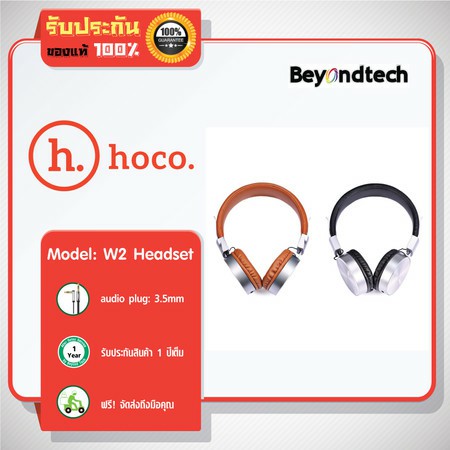 รับประกัน
ของแท้ 100%
100%
GUARANTEE
Beyondtech
h. hoco.
Model: W2 Headset
audio plug: 3.5mm
1
Year
รับประกันสินค้า 1 ปีเต็ม
ฟรี! จัดส่งถึงมือคุณ